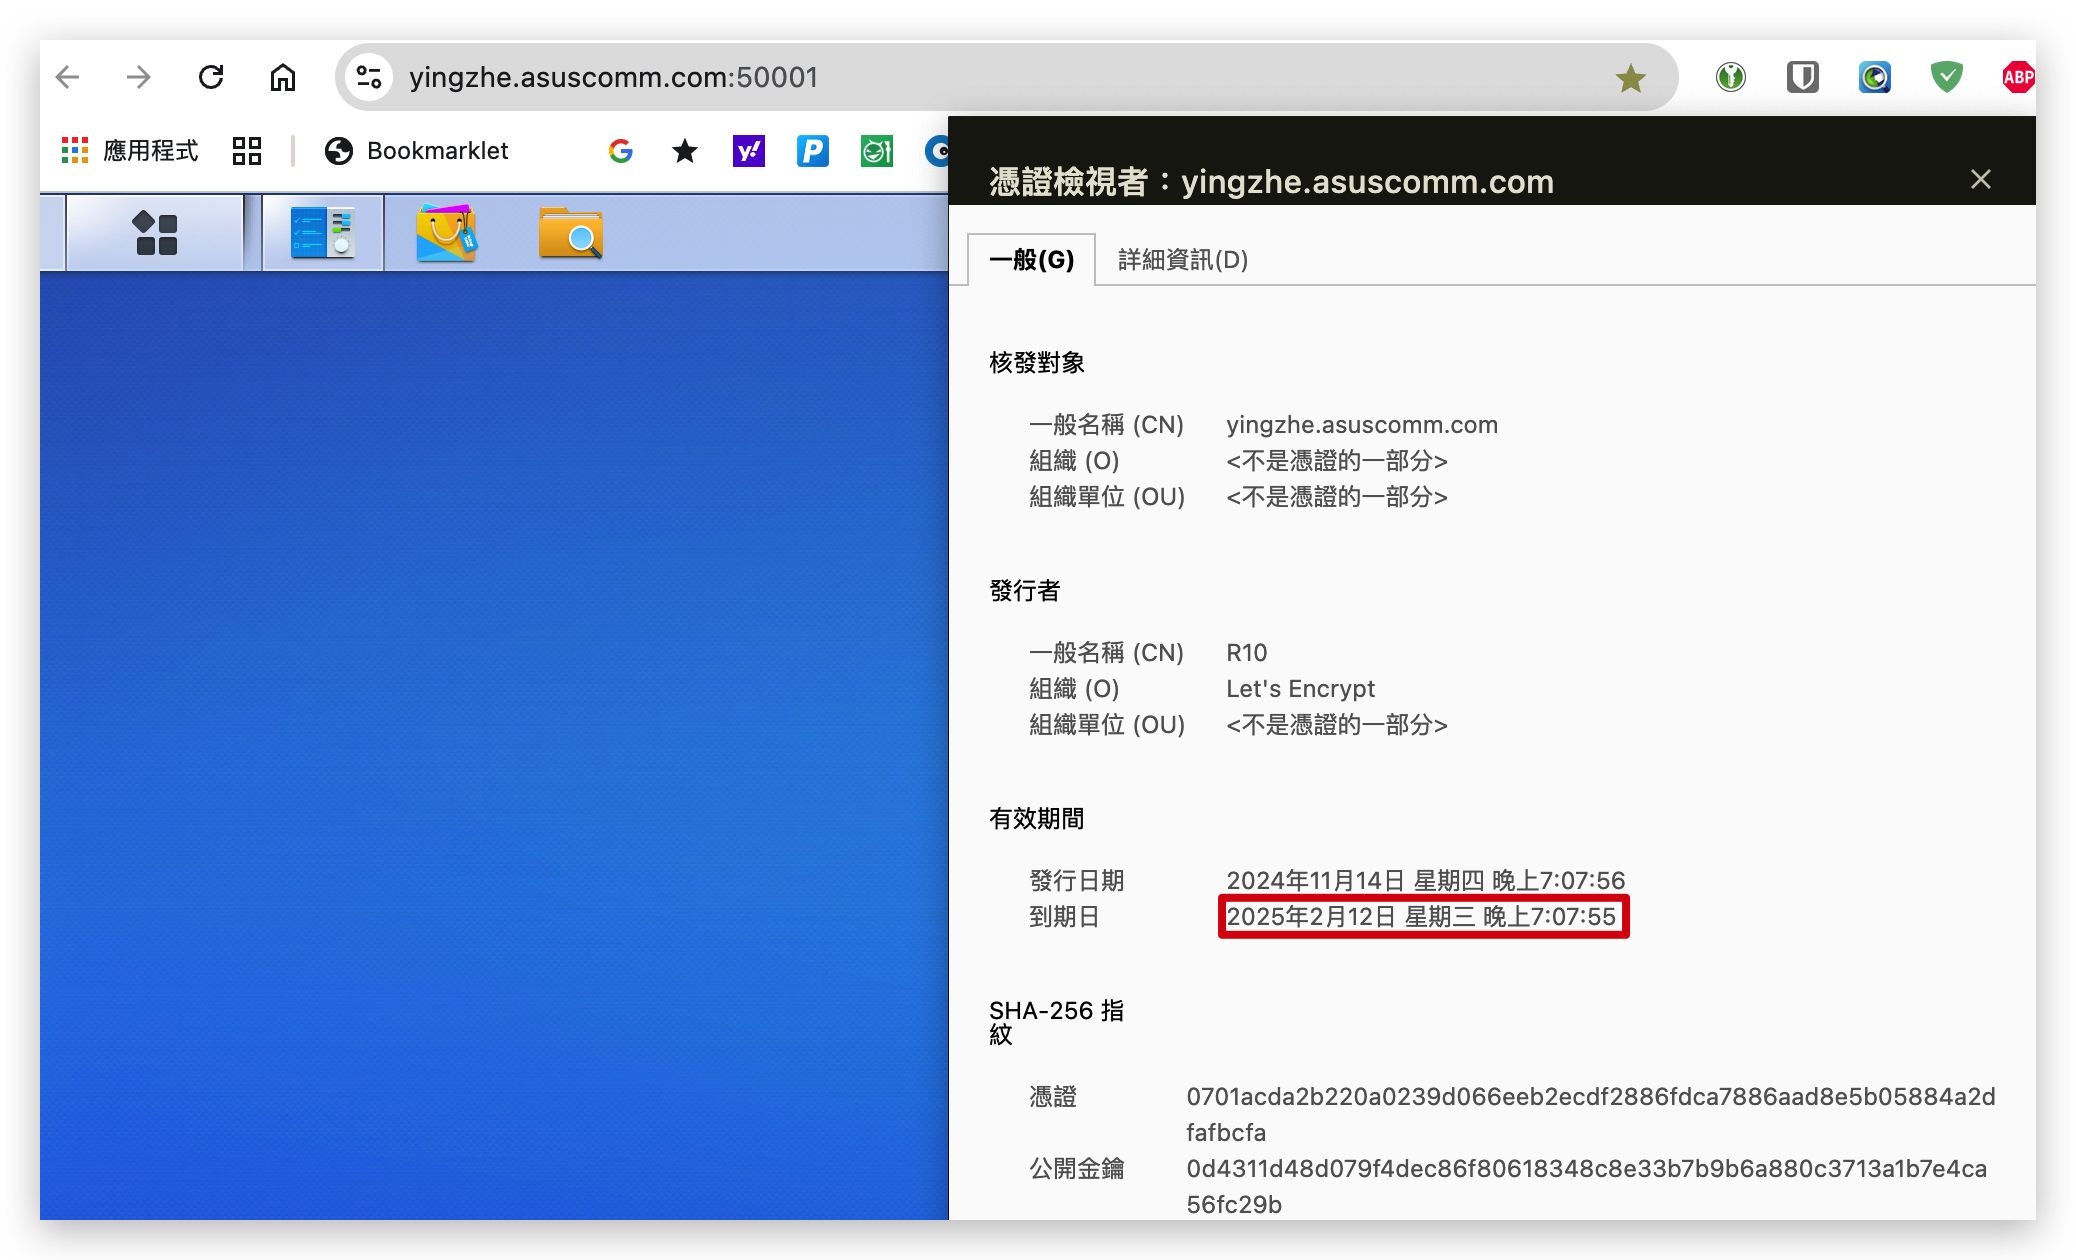 yingzhe.asuscomm.com:50001
ABP
應用程式
Bookmarklet
G
y!
P
憑證檢視者：yingzhe.asuscomm.com
一般(G)
詳細資訊(D)
核發對象
一般名稱 (CN) yingzhe.asuscomm.com
組織 (O) <不是憑證的一部分>
組織單位 (OU) <不是憑證的一部分>
發行者
一般名稱 (CN) R10
組織 (O) Let's Encrypt
組織單位 (OU) <不是憑證的一部分>
有效期間
發行日期 2024年11月14日 星期四 晚上7:07:56
到期日 2025年2月12日 星期三 晚上7:07:55
SHA-256 指
紋
憑證 0701acda2b220a0239d066eeb2ecdf2886fdca7886aad8e5b05884a2d
fafbcfa
公開金鑰 0d4311d48d079f4dec86f80618348c8e33b7b9b6a880c3713a1b7e4ca
56fc29b